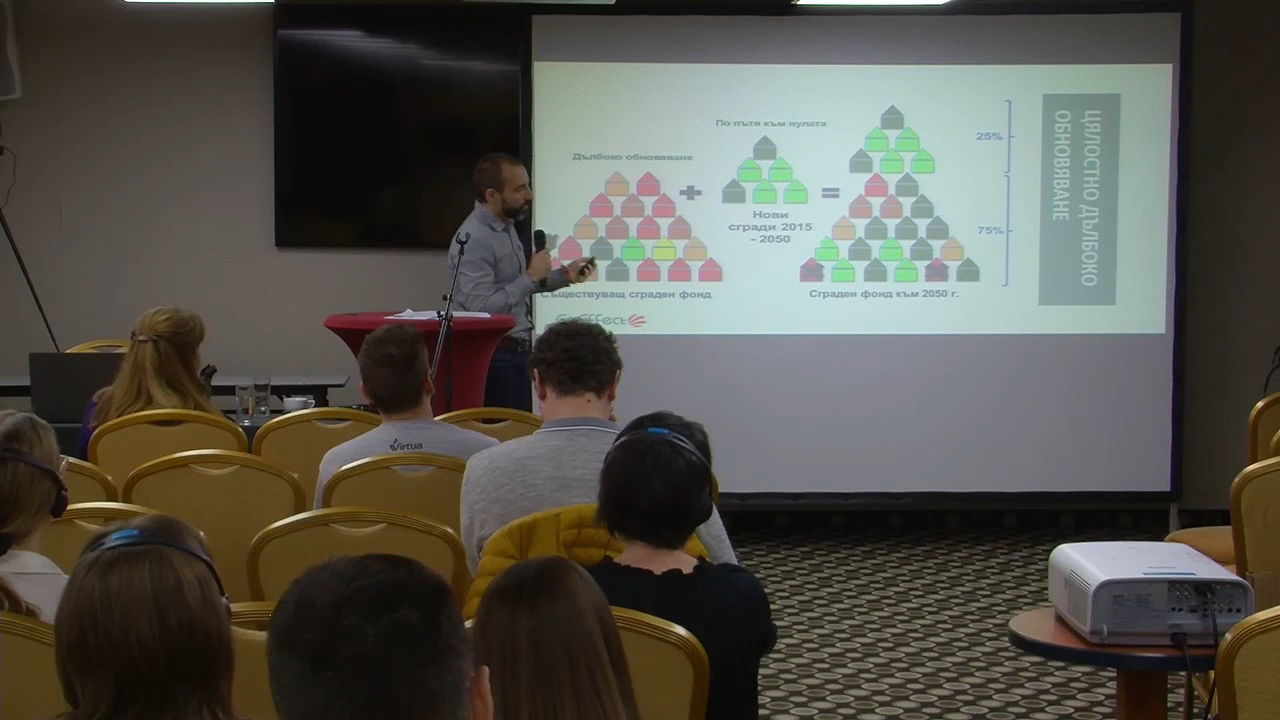 По пътя към нулата
Дълбоко обновяване
25%
Нови
сгради 2015
- 2050
75%
Съществуващ сграден фонд
Сграден фонд към 2050 г.
ЦЯЛОСТНО ДЪЛБОКО
ОБНОВЯВАНЕ
EnEffect
Virtua